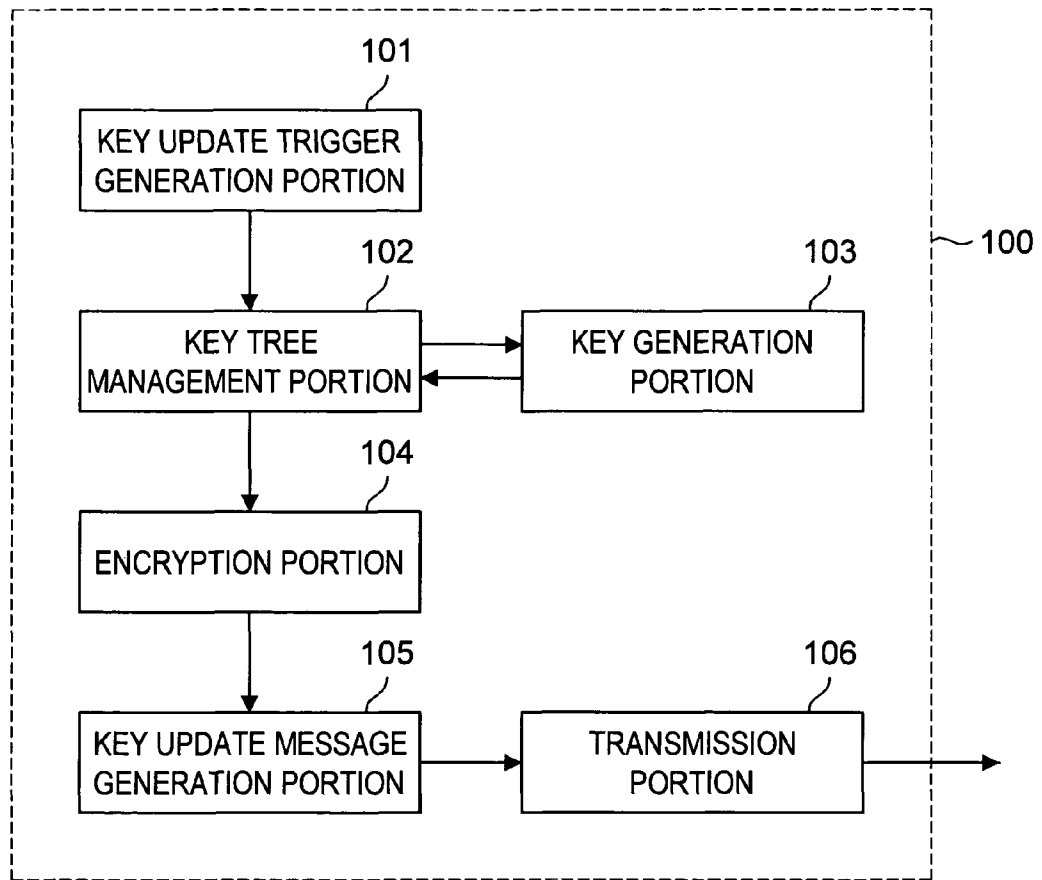 101
KEY UPDATE TRIGGER
GENERATION PORTION
100
102
103
KEY TREE
MANAGEMENT PORTION
KEY GENERATION
PORTION
104
ENCRYPTION PORTION
105
106
KEY UPDATE MESSAGE
GENERATION PORTION
TRANSMISSION
PORTION